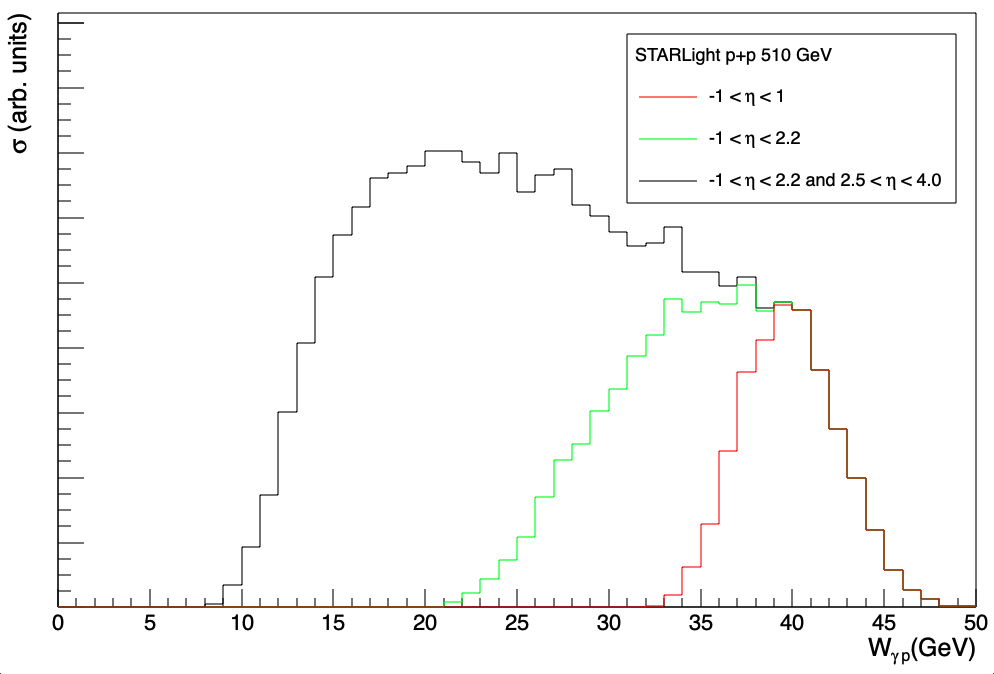 σ (arb. units)
STARLight p+p 510 GeV
-1 < η < 1
-1 < η < 2.2
-1 < η < 2.2 and 2.5 < η < 4.0
0 5 10 15 20 25 30 35 40 45 50
W_γp(GeV)